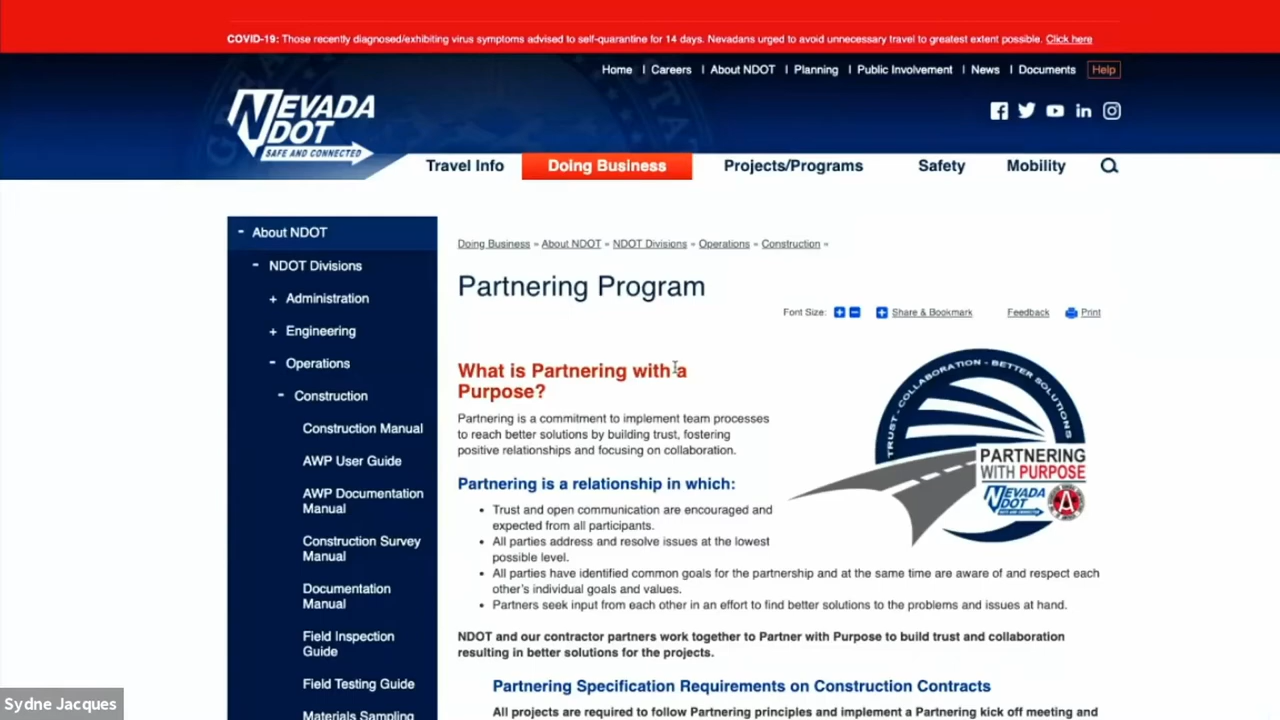 COVID-19: Those recently diagnosed/exhibiting virus symptoms advised to self-quarantine for 14 days. Nevadans urged to avoid unnecessary travel to greatest extent possible. Click here
Home | Careers | About NDOT | Planning | Public Involvement | News | Documents Help
NEVADA
DOT
SAFE AND CONNECTED
Travel Info Doing Business Projects/Programs Safety Mobility
- About NDOT
- NDOT Divisions
+ Administration
+ Engineering
- Operations
- Construction
Construction Manual
AWP User Guide
AWP Documentation
Manual
Construction Survey
Manual
Documentation
Manual
Field Inspection
Guide
Field Testing Guide
Materials Sampling
Doing Business » About NDOT » NDOT Divisions » Operations » Construction »
Partnering Program
Font Size: + - Share & Bookmark Feedback Print
What is Partnering with a
Purpose?
Partnering is a commitment to implement team processes
to reach better solutions by building trust, fostering
positive relationships and focusing on collaboration.
Partnering is a relationship in which:
• Trust and open communication are encouraged and
expected from all participants.
• All parties address and resolve issues at the lowest
possible level.
• All parties have identified common goals for the partnership and at the same time are aware of and respect each
other's individual goals and values.
• Partners seek input from each other in an effort to find better solutions to the problems and issues at hand.
NDOT and our contractor partners work together to Partner with Purpose to build trust and collaboration
resulting in better solutions for the projects.
Partnering Specification Requirements on Construction Contracts
All projects are required to follow Partnering principles and implement a Partnering kick off meeting and
TRUST - COLLABORATION - BETTER SOLUTIONS
PARTNERING
WITH PURPOSE
NEVADA
DOT
Sydne Jacques